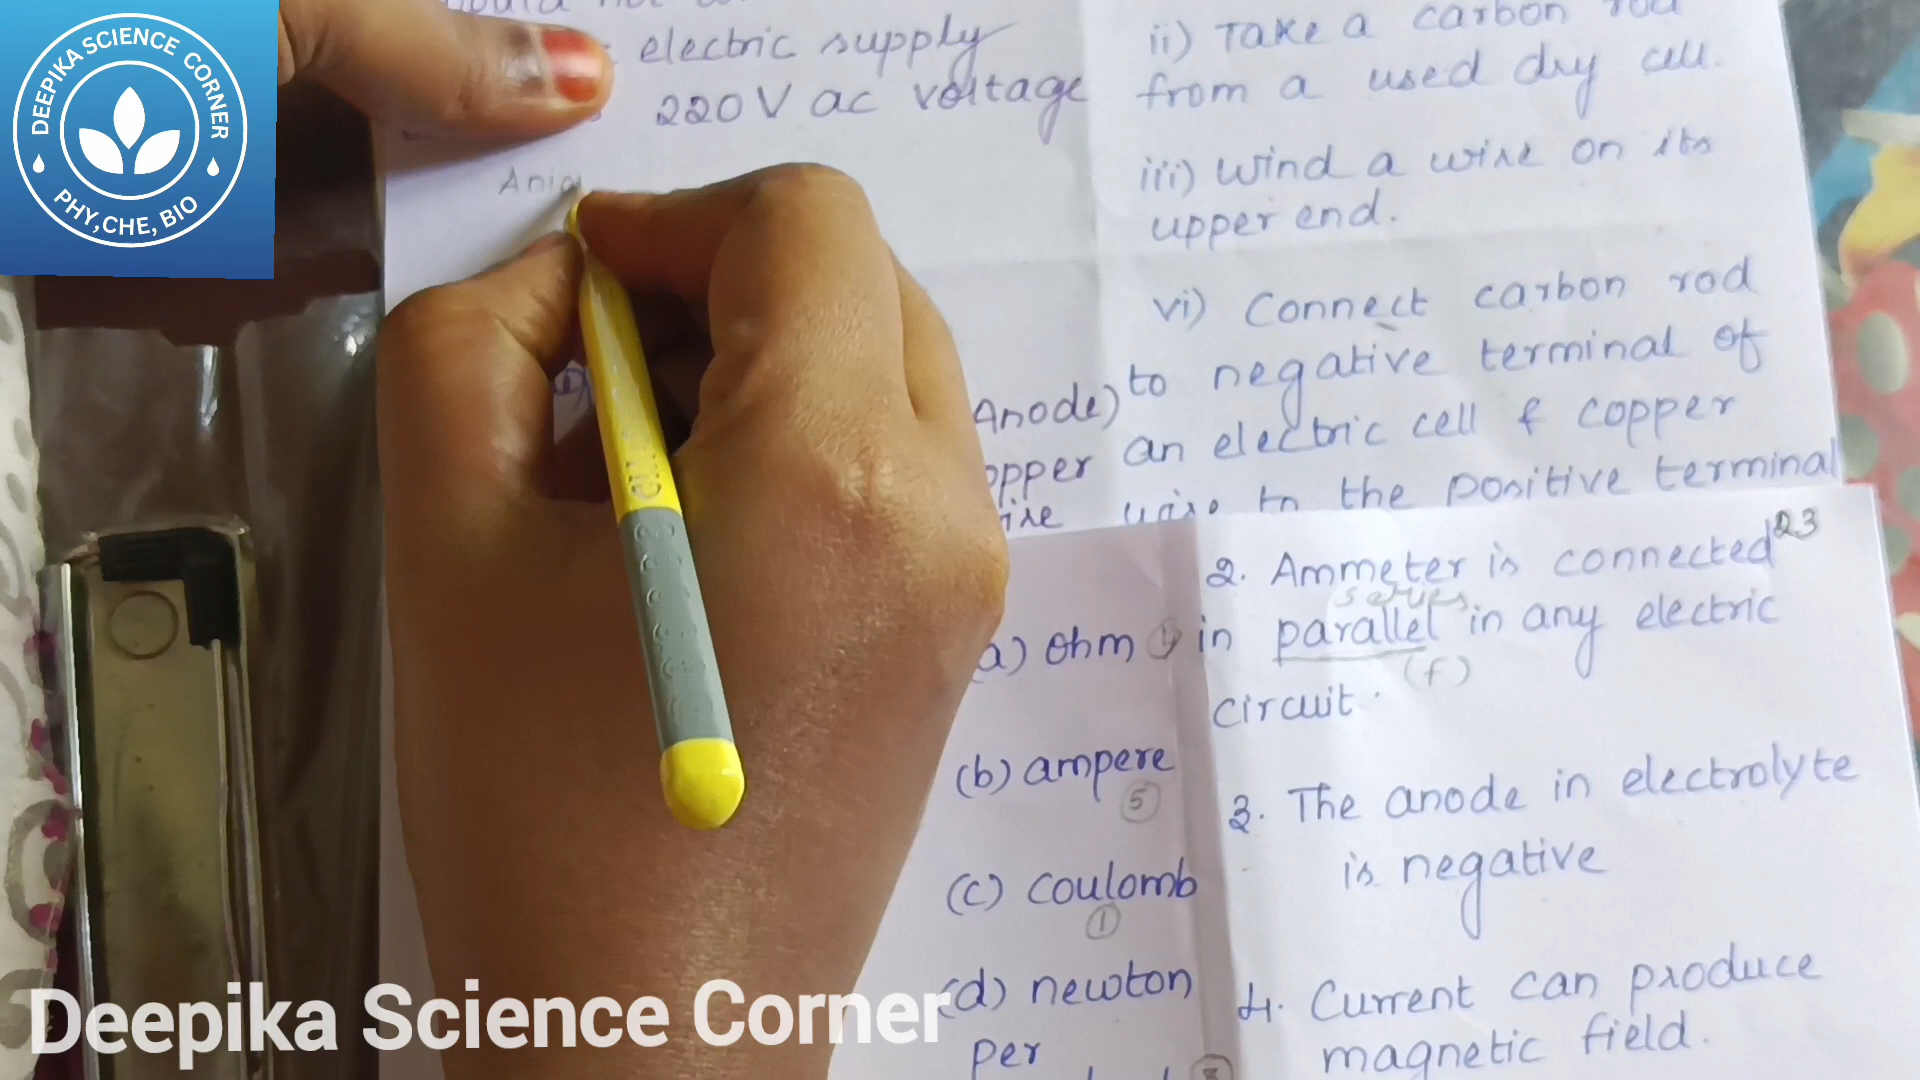 DEEPIKA SCIENCE CORNER
PHY,CHE, BIO
electric supply
220V ac voltage
ii) Take a carbon rod
from a used dry cell.
iii) Wind a wire on its
upper end.
vi) Connect carbon rod
to negative terminal of
an electric cell & copper
wire to the positive terminal
Anode)
23
2. Ammeter is connected
series
in parallel in any electric
(f)
circuit.
3. The anode in electrolyte
is negative
4. Current can produce
magnetic field.
a) ohm 4
(b) ampere
5
(c) coulomb
1
(d) newton
per
3
Deepika Science Corner